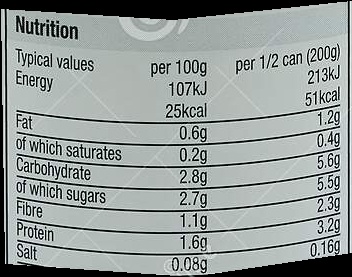 Nutrition
Typical values per 100g per 1/2 can (200g)
Energy 107kJ 213kJ
25kcal 51kcal
Fat 0.6g 1.2g
of which saturates 0.2g 0.4g
Carbohydrate 2.8g 5.6g
of which sugars 2.7g 5.5g
Fibre 1.1g 2.3g
Protein 1.6g 3.2g
Salt 0.08g 0.16g